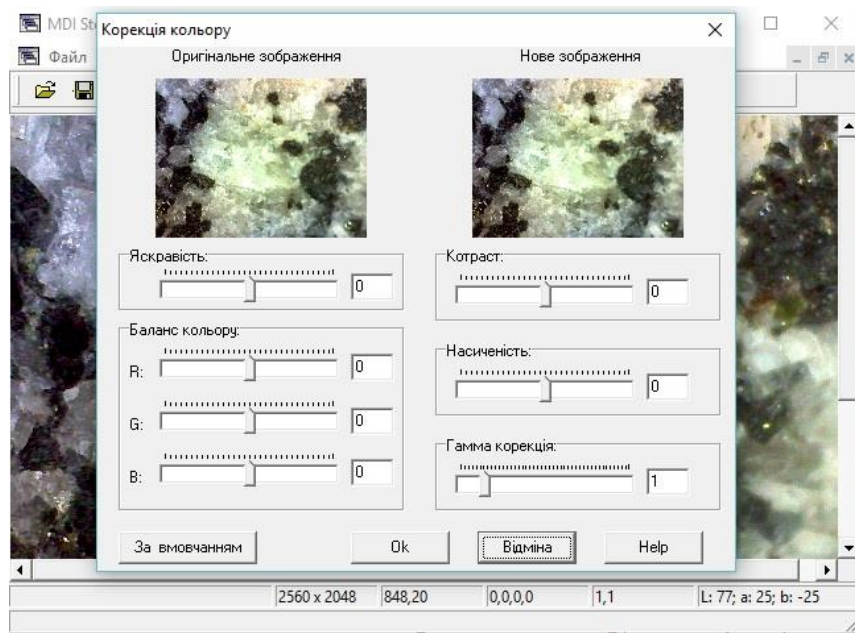 MDI St
Корекція кольору
Файл
Оригінальне зображення
Нове зображення
Яскравість:
0
Котраст:
0
Баланс кольору:
R:
0
G:
0
B:
0
Насиченість:
0
Гамма корекція:
1
За вмовчанням
Ok
Відміна
Help
2560 x 2048
848,20
0,0,0,0
1,1
L: 77; a: 25; b: -25